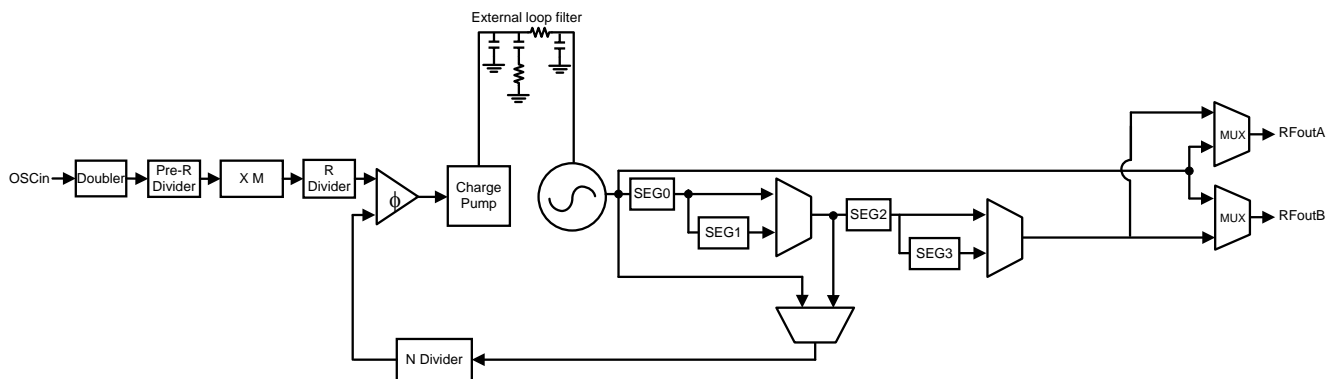 External loop filter
OSCin
Doubler
Pre-R
Divider
X M
R
Divider
ϕ
Charge
Pump
SEG0
SEG1
SEG2
SEG3
MUX
RFoutA
MUX
RFoutB
N Divider